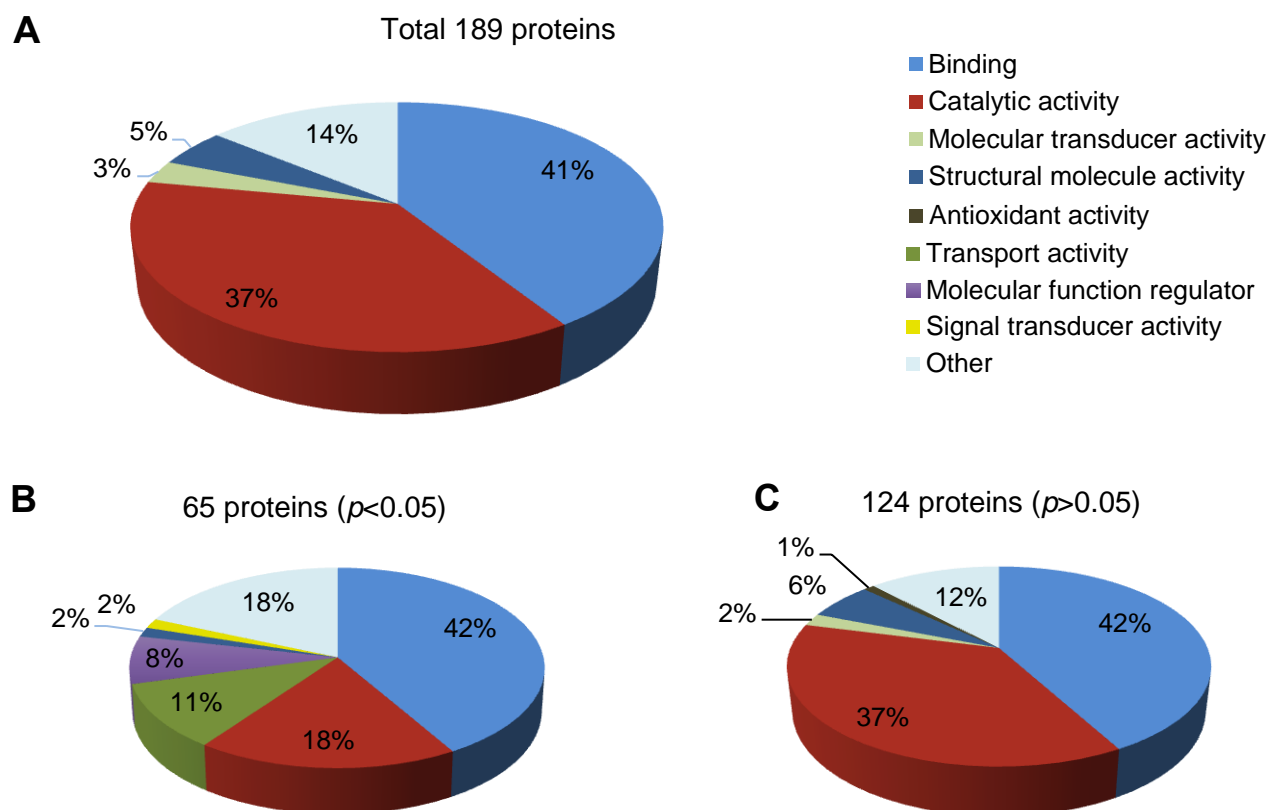 A
Total 189 proteins
5%
14%
3%
41%
37%
Binding
Catalytic activity
Molecular transducer activity
Structural molecule activity
Antioxidant activity
Transport activity
Molecular function regulator
Signal transducer activity
Other
B
65 proteins (p<0.05)
2%
2%
18%
42%
8%
11%
18%
C
124 proteins (p>0.05)
1%
6%
2%
12%
42%
37%